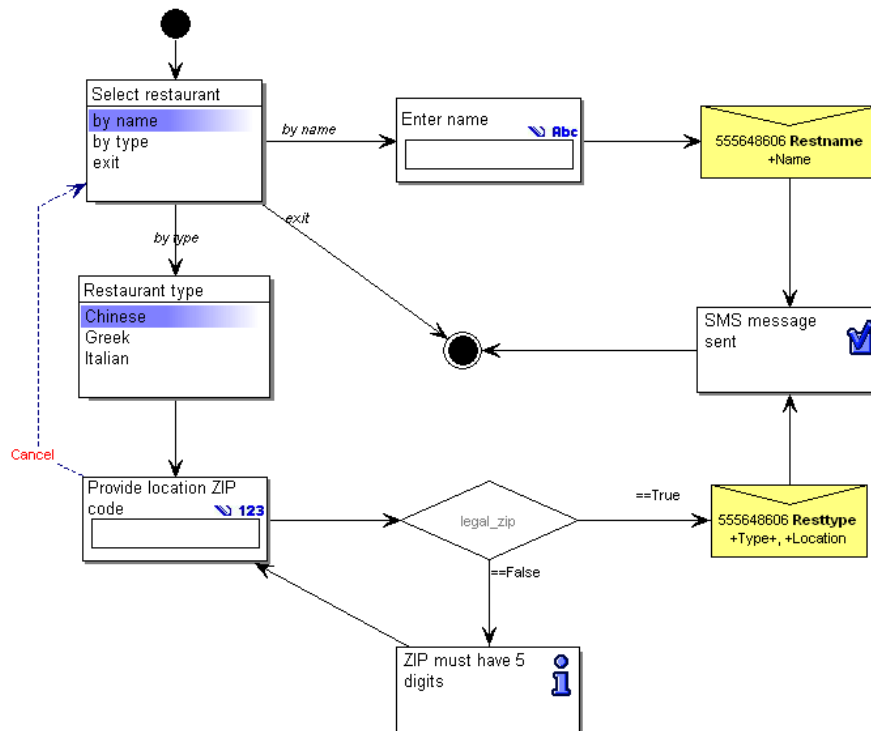 Select restaurant
by name
by type
exit
by name
Enter name
Abc
555648606 Restname
+Name
exit
by type
Restaurant type
Chinese
Greek
Italian
SMS message
sent
Cancel
Provide location ZIP
code
123
legal_zip
==True
555648606 Resttype
+Type+, +Location
==False
ZIP must have 5
digits